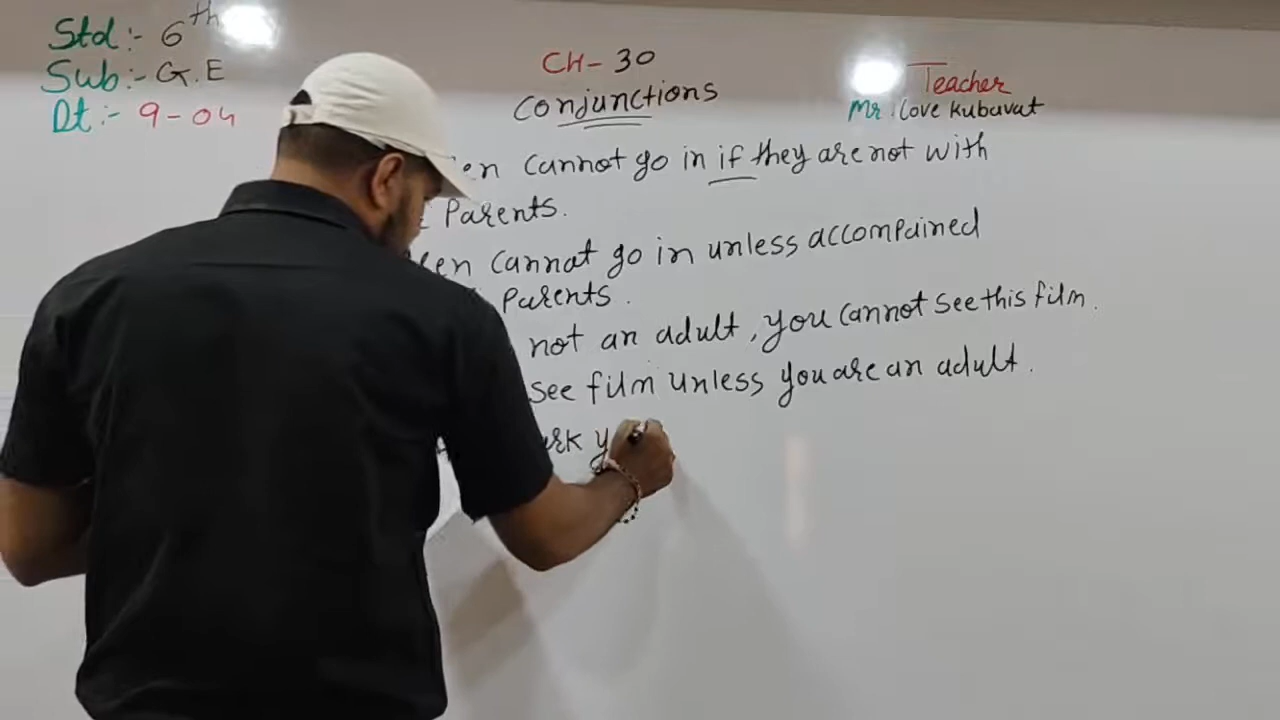 Std :- 6th
Sub :- G.E
Dt :- 9-04
CH- 30
Conjunctions
Teacher
Mr. Love Kubavat
cannot go in if they are not with
Parents.
cannot go in unless accompained
Parents.
not an adult, you cannot see this film.
see film unless you are an adult.